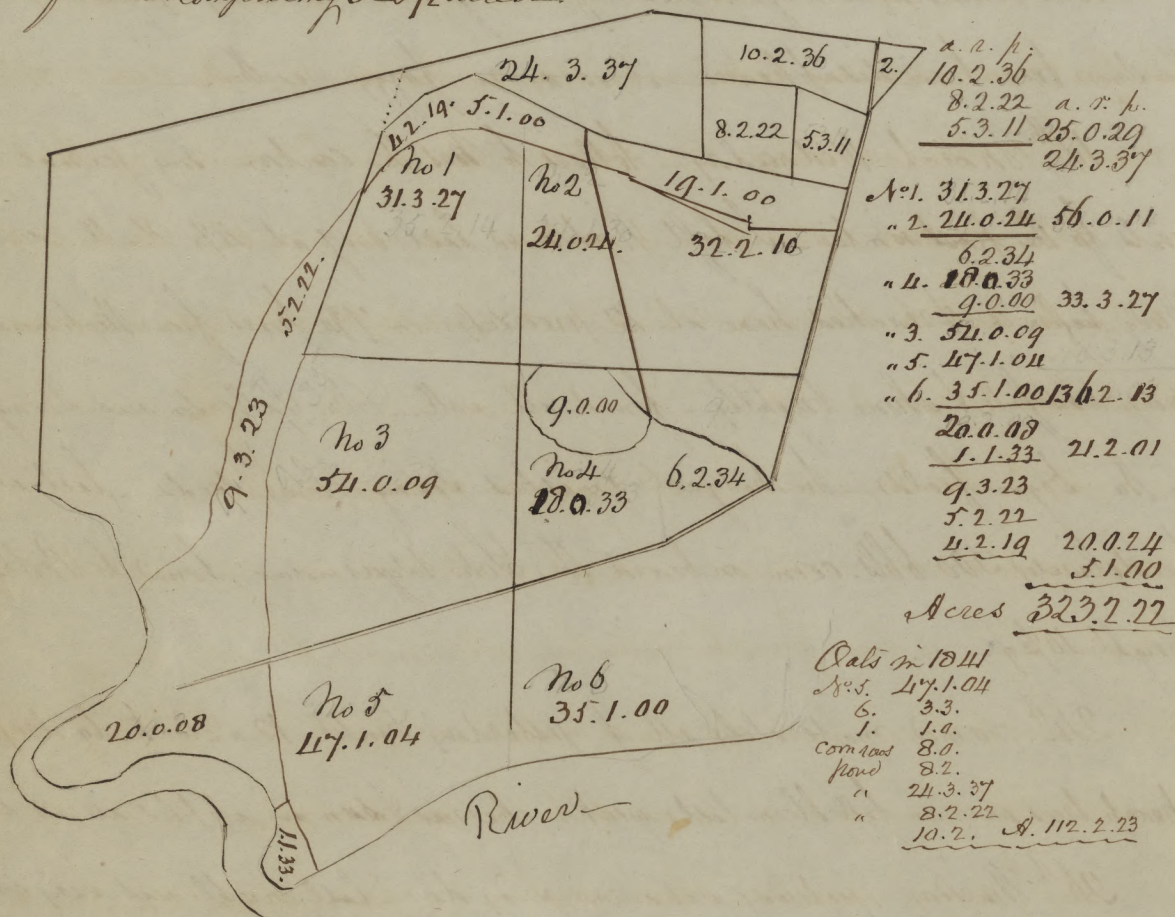 24. 3. 37
10. 2. 36
2.
8. 2. 22
5. 3. 11
4. 2. 19.
5. 1. 00
No 1
31. 3. 27
No 2
24. 0. 24.
19. 1. 00
32. 2. 10
5. 2. 22.
9. 3. 23
No 3
54. 0. 09
9. 0. 00
No 4
18. 0. 33
6. 2. 34
No 5
47. 1. 04
No 6
35. 1. 00
20. 0. 08
1. 1. 33.
River
a. r. p.
10. 2. 36
8. 2. 22 a. r. p.
5. 3. 11 25. 0. 29
24. 3. 37
No. 1. 31. 3. 27
" 2. 24. 0. 24 56. 0. 11
6. 2. 34
" 4. 18. 0. 33
9. 0. 00 33. 3. 27
" 3. 54. 0. 09
" 5. 47. 1. 04
" 6. 35. 1. 00 136. 2. 13
20. 0. 08
1. 1. 33 21. 2. 01
9. 3. 23
5. 2. 22
4. 2. 19 20. 0. 24
5. 1. 00
Acres 323. 2. 22
Oats in 1841
No. 5. 47. 1. 04
6. 3. 3.
1. 1. 0.
8. 0.
8. 2.
" 24. 3. 37
" 8. 2. 22
10. 2. A. 112. 2. 23